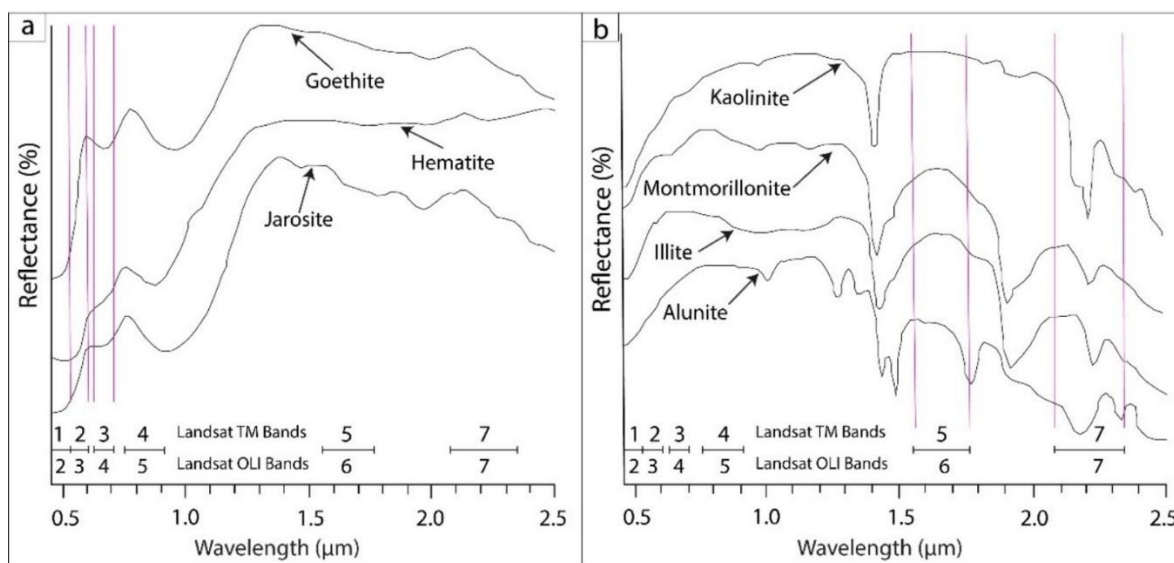 a
Goethite
Hematite
Jarosite
Reflectance (%)
1 2 3 4 Landsat TM Bands 5 7
2 3 4 5 Landsat OLI Bands 6 7
0.5 1.0 1.5 2.0 2.5
Wavelength (µm)
b
Kaolinite
Montmorillonite
Illite
Alunite
Reflectance (%)
1 2 3 4 Landsat TM Bands 5 7
2 3 4 5 Landsat OLI Bands 6 7
0.5 1.0 1.5 2.0 2.5
Wavelength (µm)